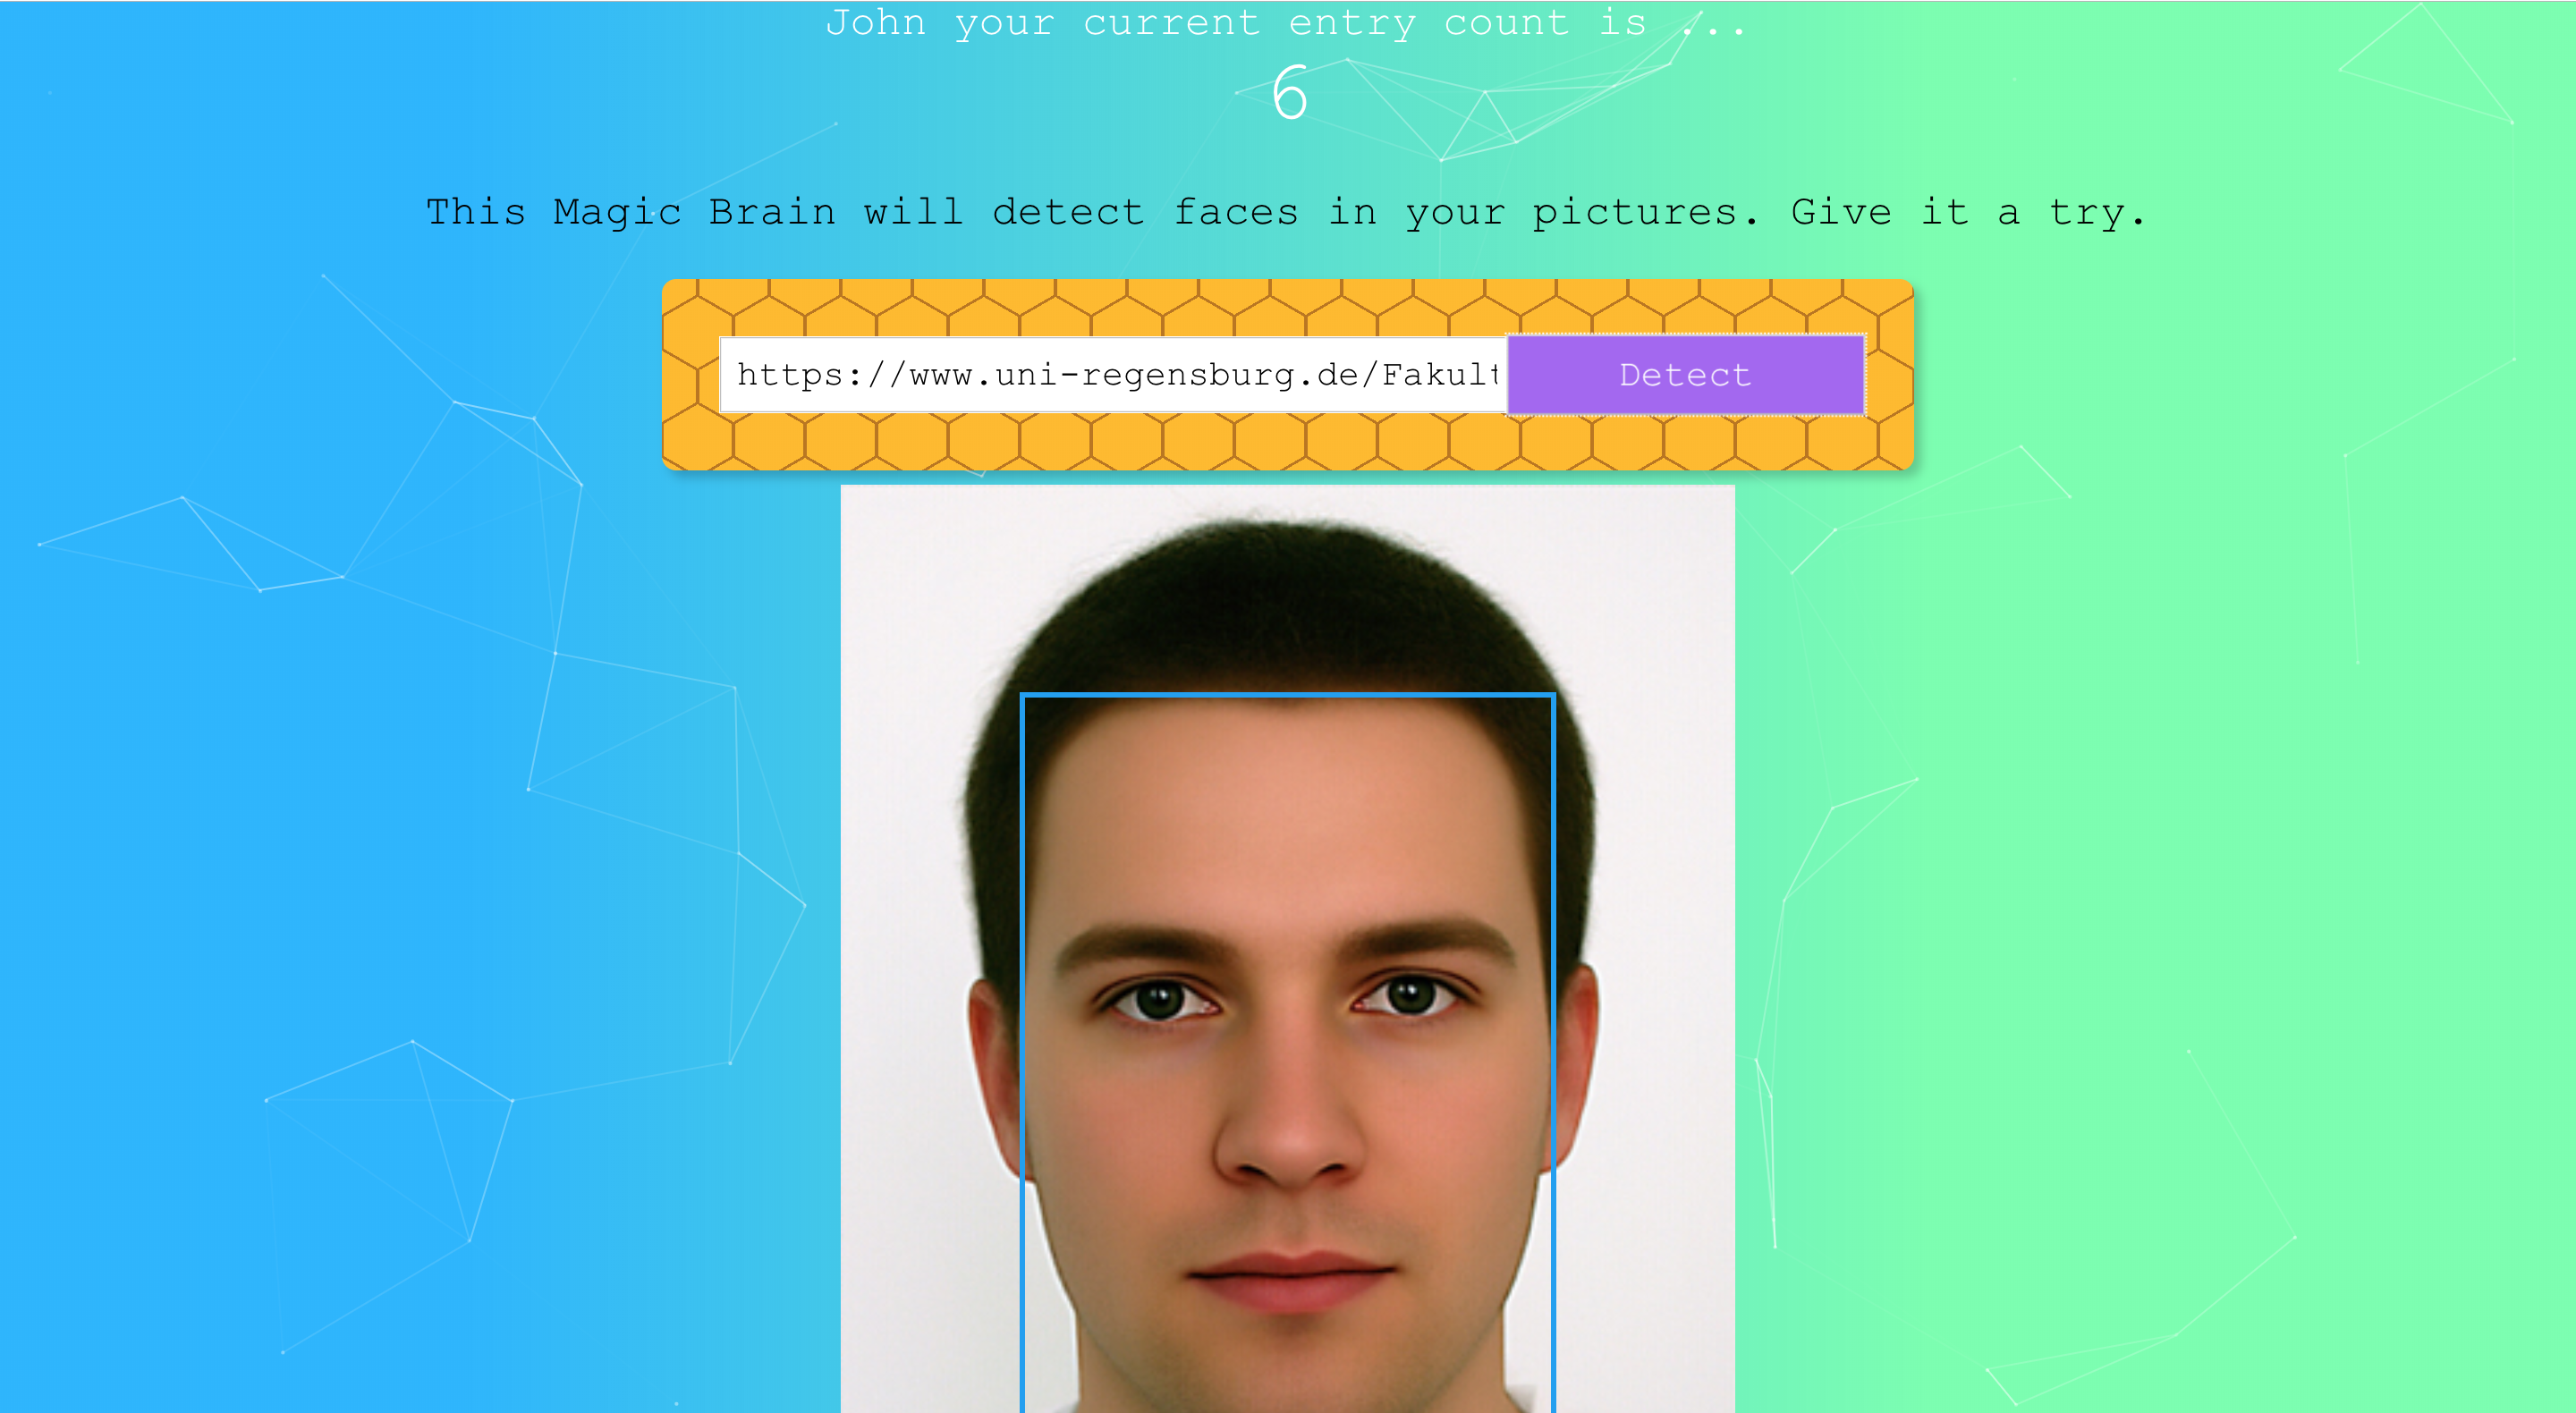 John your current entry count is ...
6
This Magic Brain will detect faces in your pictures. Give it a try.
https://www.uni-regensburg.de/Fakult
Detect